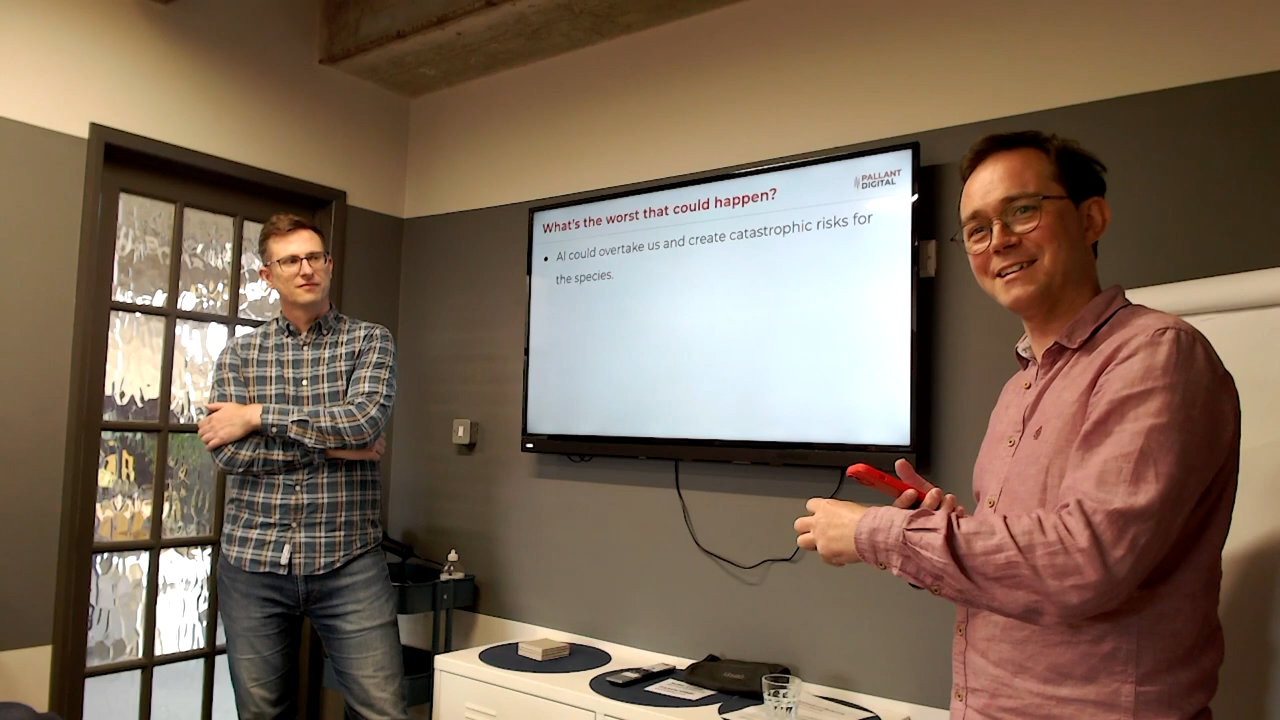 What's the worst that could happen?
PALLANT
DIGITAL
• AI could overtake us and create catastrophic risks for
the species.